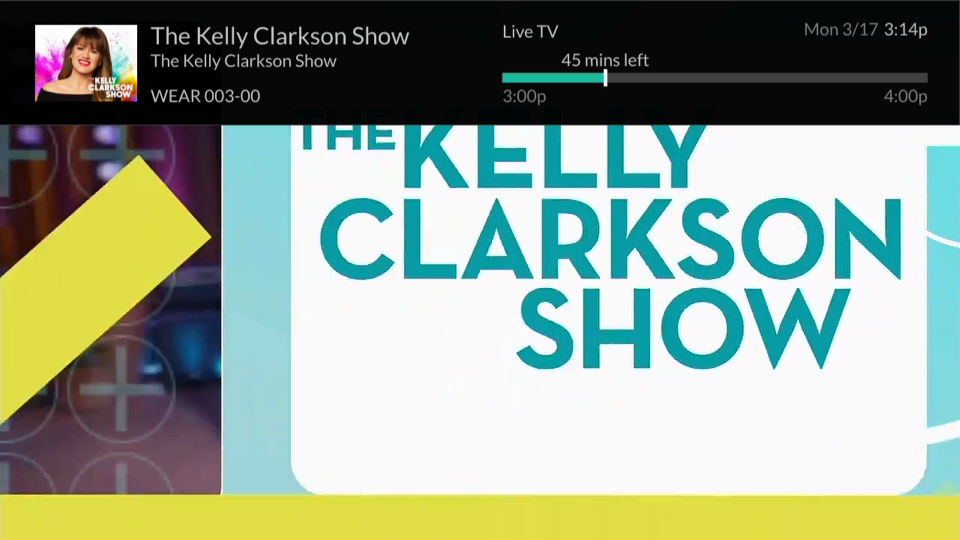 The Kelly Clarkson Show
The Kelly Clarkson Show
WEAR 003-00
KELLY
CLARKSON
SHOW
Live TV
45 mins left
3:00p
4:00p
Mon 3/17 3:14p
THE KELLY
CLARKSON
SHOW